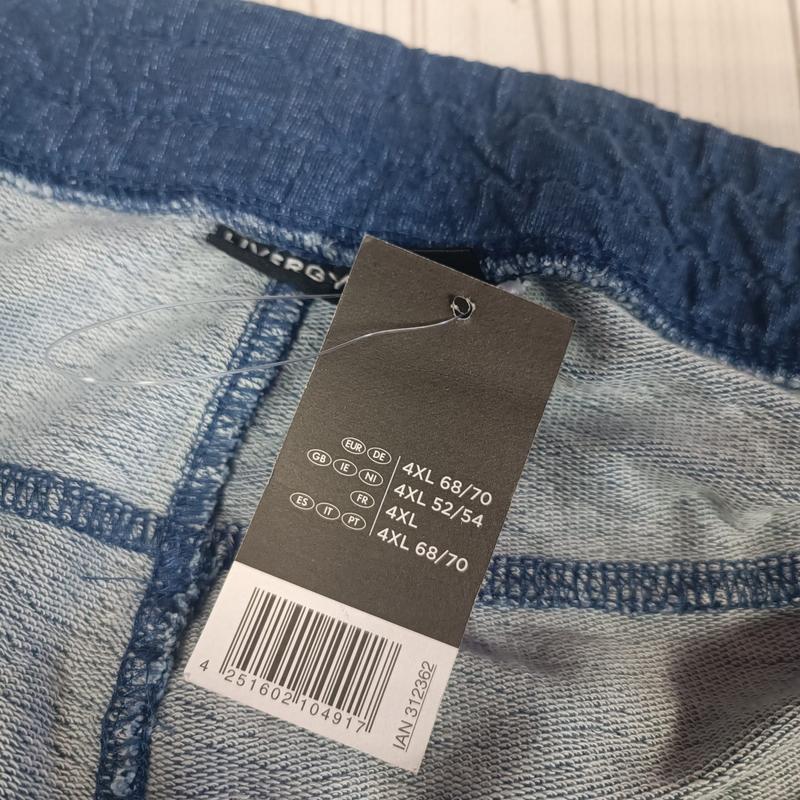 LIVERGY
EUR DE
GB IE NI
FR
ES IT PT
4XL 68/70
4XL 52/54
4XL
4XL 68/70
4 251602 104917
IAN 312362